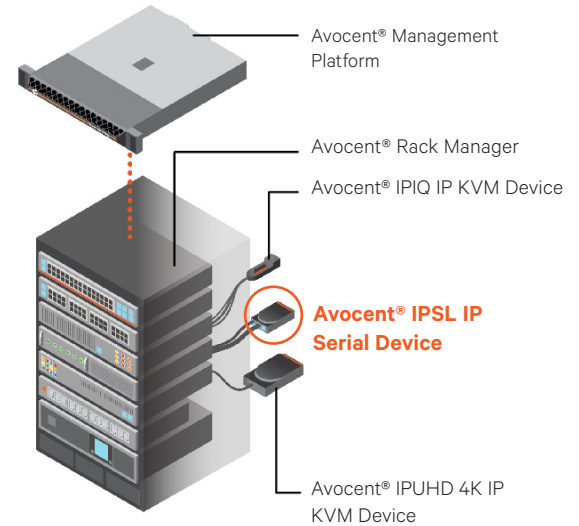 Avocent® Management
Platform
Avocent® Rack Manager
Avocent® IPIQ IP KVM Device
Avocent® IPSL IP
Serial Device
Avocent® IPUHD 4K IP
KVM Device